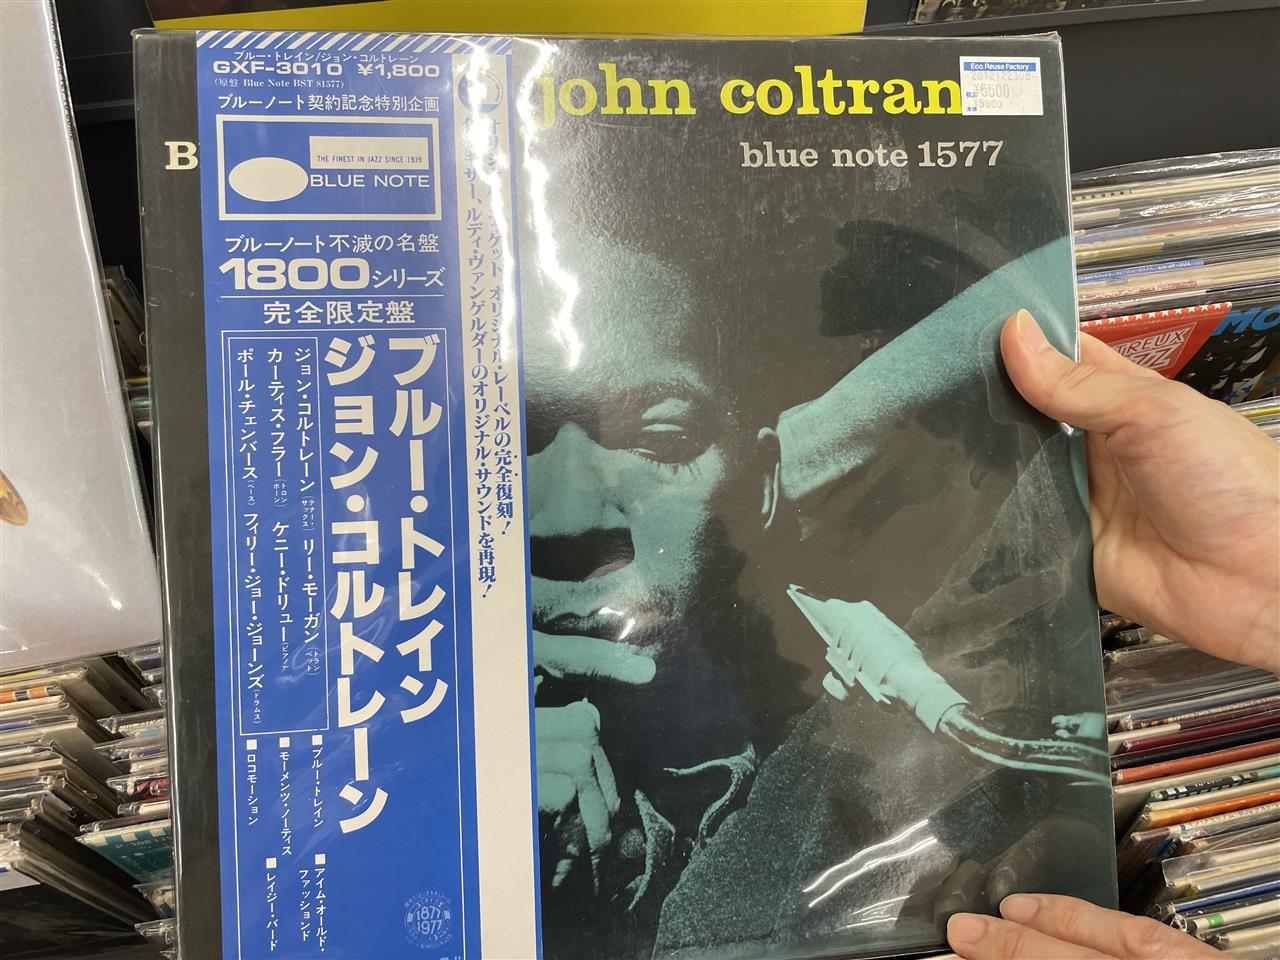 ブルー・トレイン/ジョン・コルトレーン
GXF-3010 ¥1,800
(原盤 Blue Note BST 81577)
ブルーノート契約記念特別企画
THE FINEST IN JAZZ SINCE 1939
BLUE NOTE
ブルーノート不滅の名盤
1800シリーズ
完全限定盤
ブルー・トレイン
ジョン・コルトレーン
ジョン・コルトレーン(テナー・サックス) リー・モーガン(トランペット)
カーティス・フラー(トロンボーン) ケニー・ドリュー(ピアノ)
ポール・チェンバース(ベース) フィリー・ジョー・ジョーンズ(ドラムス)
■ブルー・トレイン
■モーメンツ・ノーティス
■ロコモーション
■アイム・オールド・ファッションド
■レイジー・バード
1877
1977
オリジナル・レーベルの完全復刻!
ルディ・ヴァンゲルダーのオリジナル・サウンドを再現!
john coltran
blue note 1577
B
Eco.Reuse Factory
税込
¥5500
本体
¥5000
TREUX
ZZ
MO